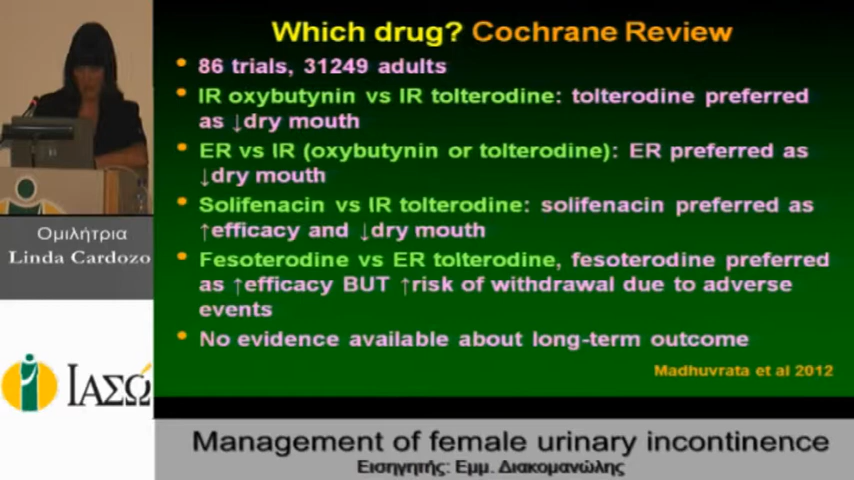 Which drug? Cochrane Review
• 86 trials, 31249 adults
• IR oxybutynin vs IR tolterodine: tolterodine preferred
as ↓dry mouth
• ER vs IR (oxybutynin or tolterodine): ER preferred as
↓dry mouth
• Solifenacin vs IR tolterodine: solifenacin preferred as
↑efficacy and ↓dry mouth
• Fesoterodine vs ER tolterodine, fesoterodine preferred
as ↑efficacy BUT ↑risk of withdrawal due to adverse
events
• No evidence available about long-term outcome
Madhuvrata et al 2012
Ομιλήτρια
Linda Cardozo
ΙΑΣΩ
Management of female urinary incontinence
Εισηγητής: Εμμ. Διακομανώλης